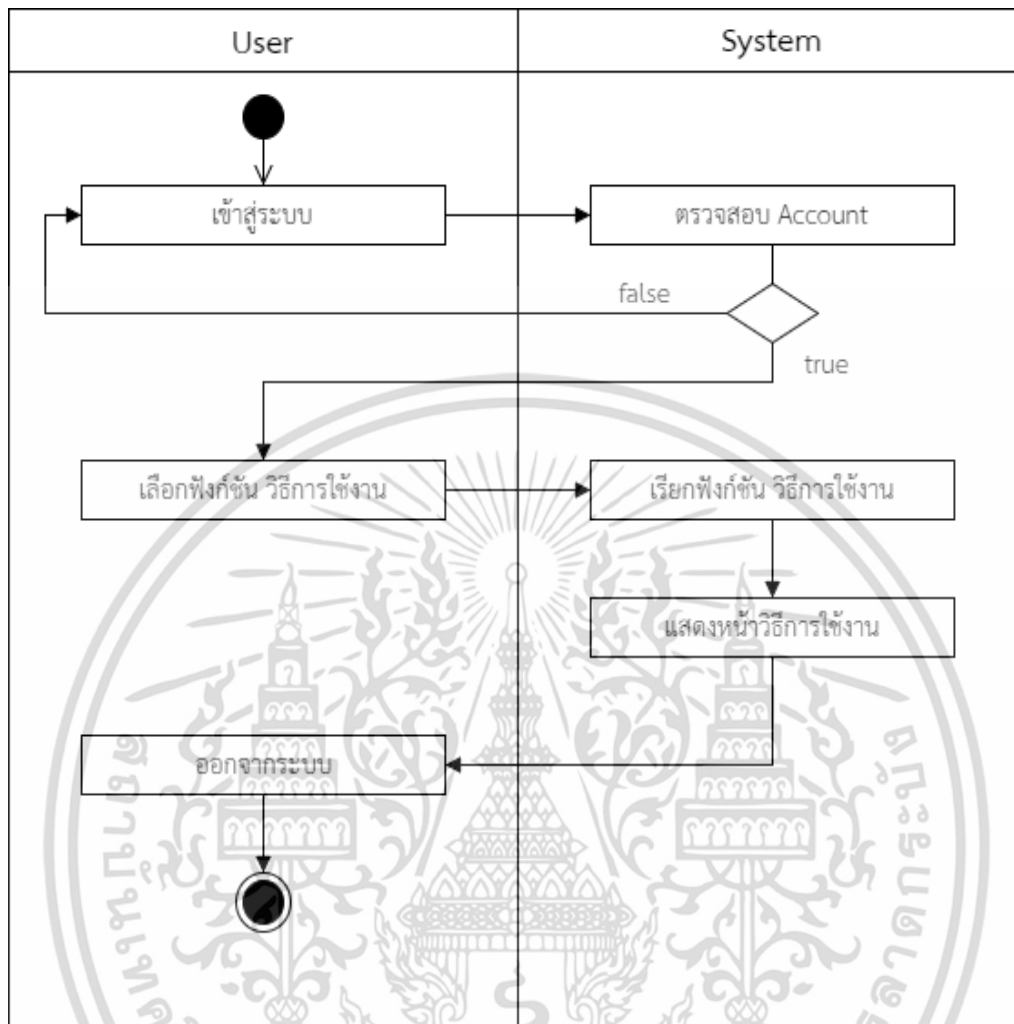 User
System
เข้าสู่ระบบ
ตรวจสอบ Account
false
true
เลือกฟังก์ชัน วิธีการใช้งาน
เรียกฟังก์ชัน วิธีการใช้งาน
แสดงหน้าวิธีการใช้งาน
ออกจากระบบ